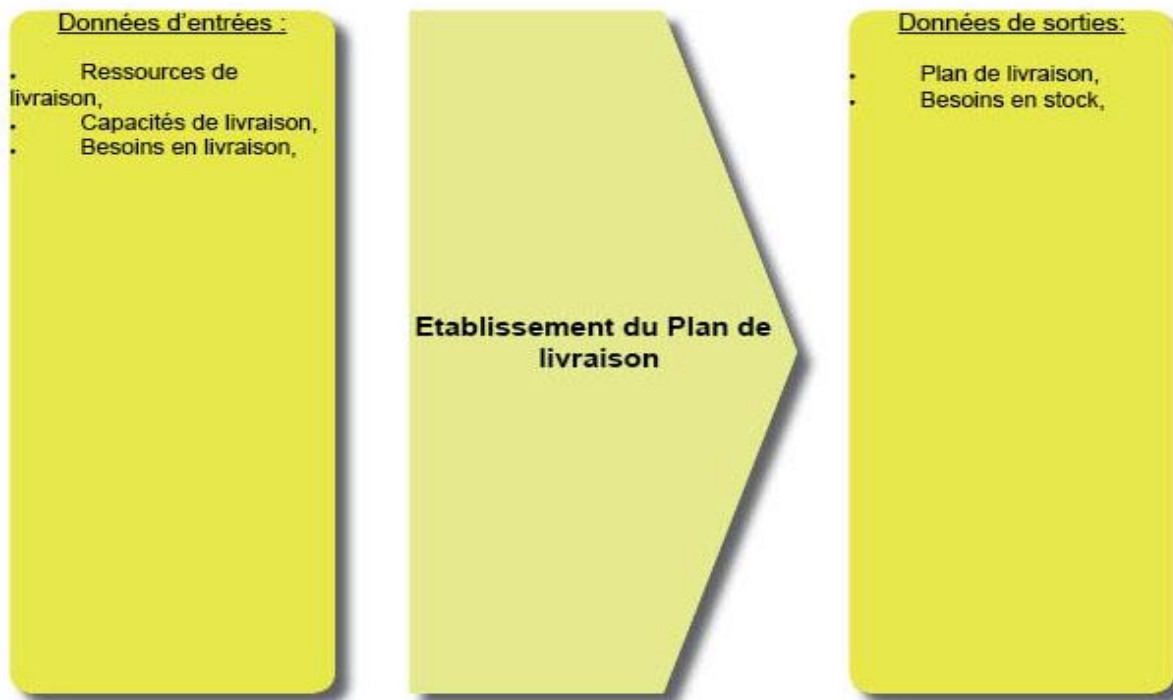 Données d'entrées :
• Ressources de
livraison,
• Capacités de livraison,
• Besoins en livraison,
Etablissement du Plan de
livraison
Données de sorties:
• Plan de livraison,
• Besoins en stock,